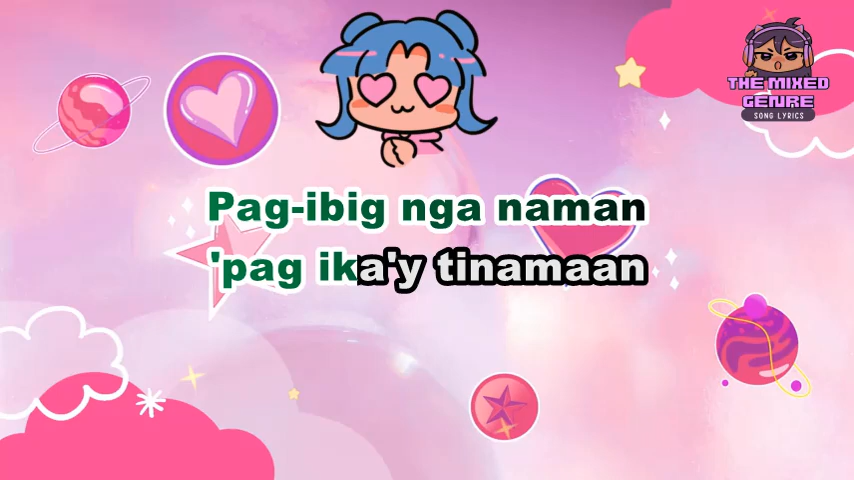 THE MIXED
GENRE
SONG LYRICS
Pag-ibig nga naman
'pag ika'y tinamaan